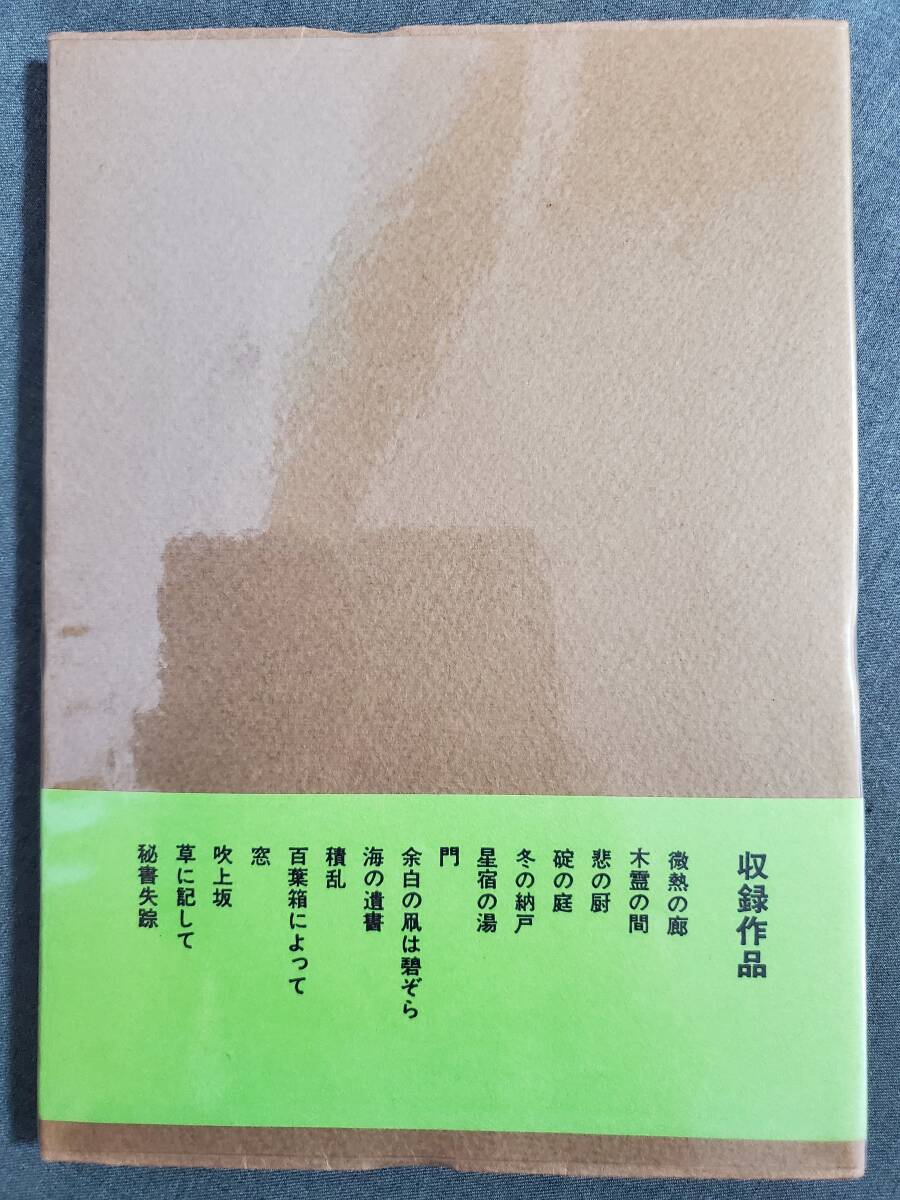 収録作品
微熱の廊
木霊の間
悲の厨
碇の庭
冬の納戸
星宿の湯
門
余白の凧は碧ぞら
海の遺書
積乱
百葉箱によって
窓
吹上坂
草に記して
秘書失踪